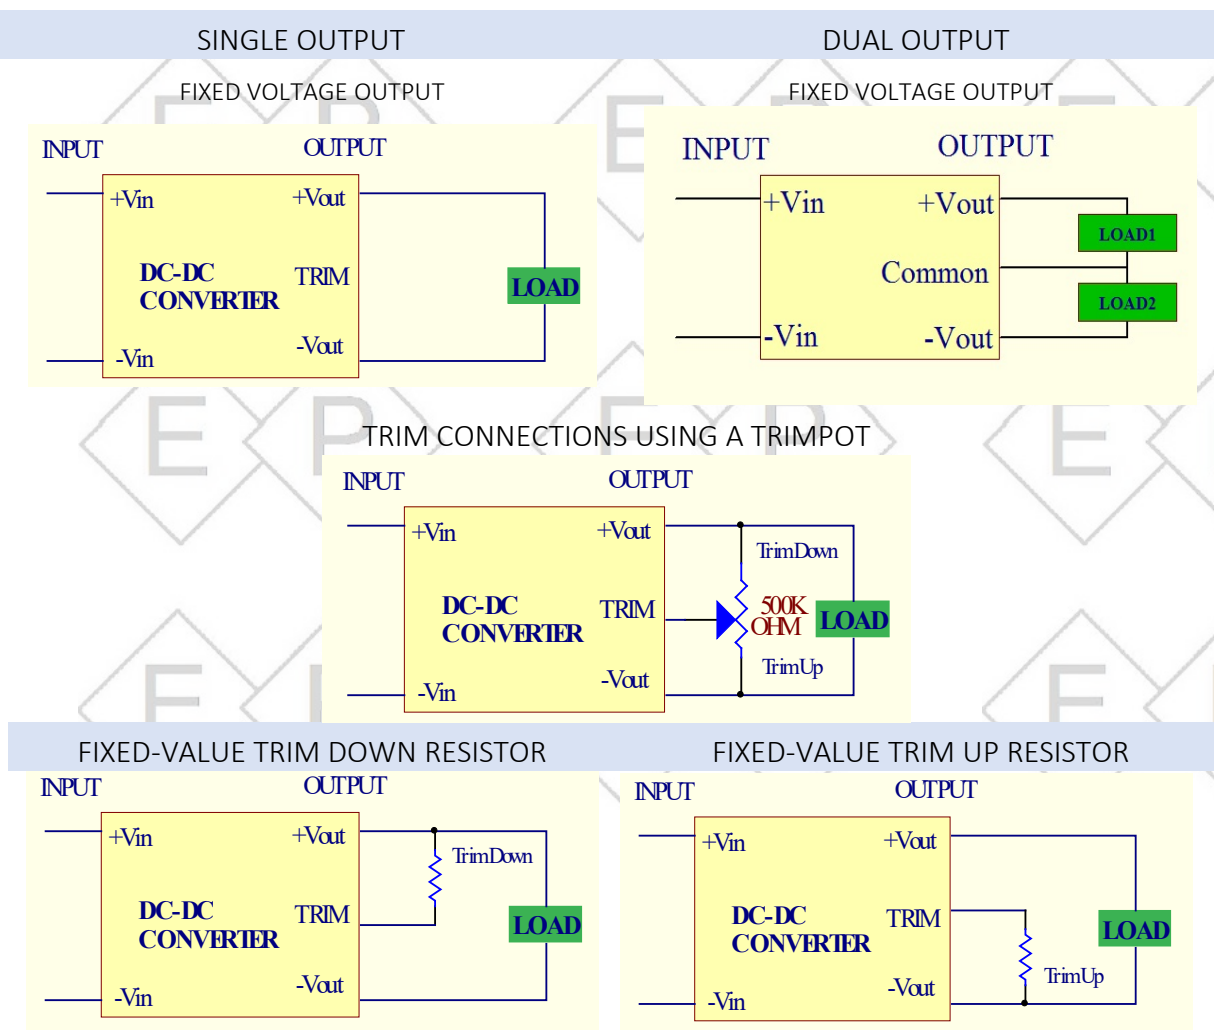 SINGLE OUTPUT
DUAL OUTPUT
FIXED VOLTAGE OUTPUT
FIXED VOLTAGE OUTPUT
INPUT
OUTPUT
+Vin
+Vout
DC-DC
CONVERTER
TRIM
LOAD
-Vin
-Vout
INPUT
OUTPUT
+Vin
+Vout
LOAD1
Common
LOAD2
-Vin
-Vout
TRIM CONNECTIONS USING A TRIMPOT
INPUT
OUTPUT
+Vin
+Vout
TrimDown
DC-DC
CONVERTER
TRIM
500K
OHM
LOAD
TrimUp
-Vin
-Vout
FIXED-VALUE TRIM DOWN RESISTOR
FIXED-VALUE TRIM UP RESISTOR
INPUT
OUTPUT
+Vin
+Vout
TrimDown
DC-DC
CONVERTER
TRIM
LOAD
-Vin
-Vout
INPUT
OUTPUT
+Vin
+Vout
DC-DC
CONVERTER
TRIM
LOAD
TrimUp
-Vin
-Vout
E P
E P
E P
E
E P
E